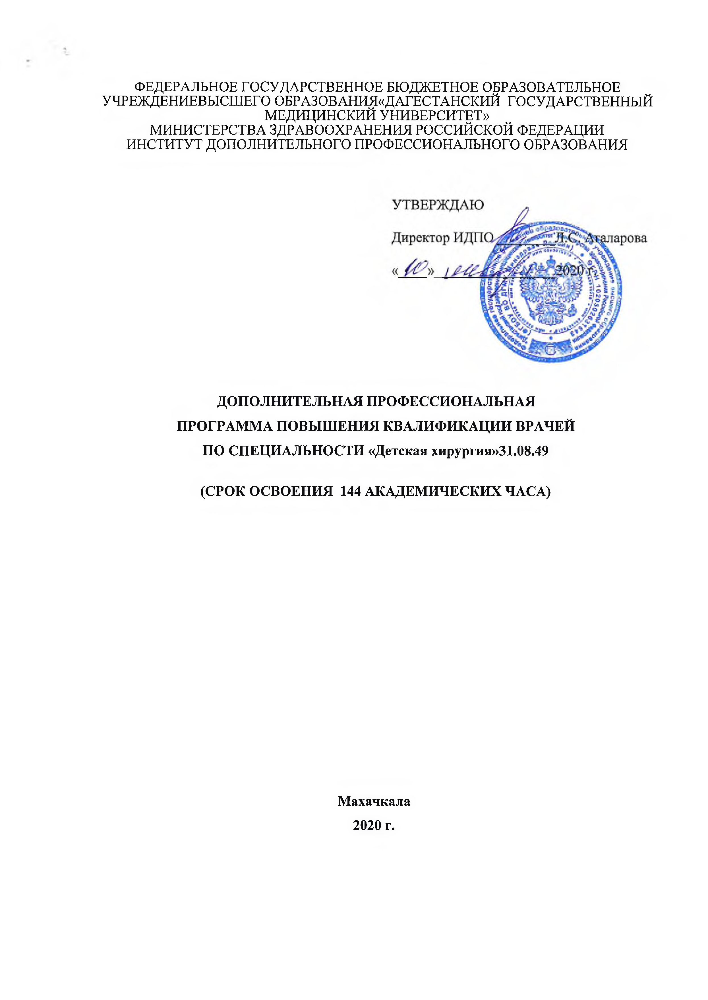 ФЕДЕРАЛЬНОЕ ГОСУДАРСТВЕННОЕ БЮДЖЕТНОЕ ОБРАЗОВАТЕЛЬНОЕ
УЧРЕЖДЕНИЕВЫСШЕГО ОБРАЗОВАНИЯ«ДАГЕСТАНСКИЙ ГОСУДАРСТВЕННЫЙ
МЕДИЦИНСКИЙ УНИВЕРСИТЕТ»
МИНИСТЕРСТВА ЗДРАВООХРАНЕНИЯ РОССИЙСКОЙ ФЕДЕРАЦИИ
ИНСТИТУТ ДОПОЛНИТЕЛЬНОГО ПРОФЕССИОНАЛЬНОГО ОБРАЗОВАНИЯ
УТВЕРЖДАЮ
Директор ИДПО Л.С. Агаларова
«10» 2020 г.
ДОПОЛНИТЕЛЬНАЯ ПРОФЕССИОНАЛЬНАЯ
ПРОГРАММА ПОВЫШЕНИЯ КВАЛИФИКАЦИИ ВРАЧЕЙ
ПО СПЕЦИАЛЬНОСТИ «Детская хирургия»31.08.49
(СРОК ОСВОЕНИЯ 144 АКАДЕМИЧЕСКИХ ЧАСА)
Махачкала
2020 г.